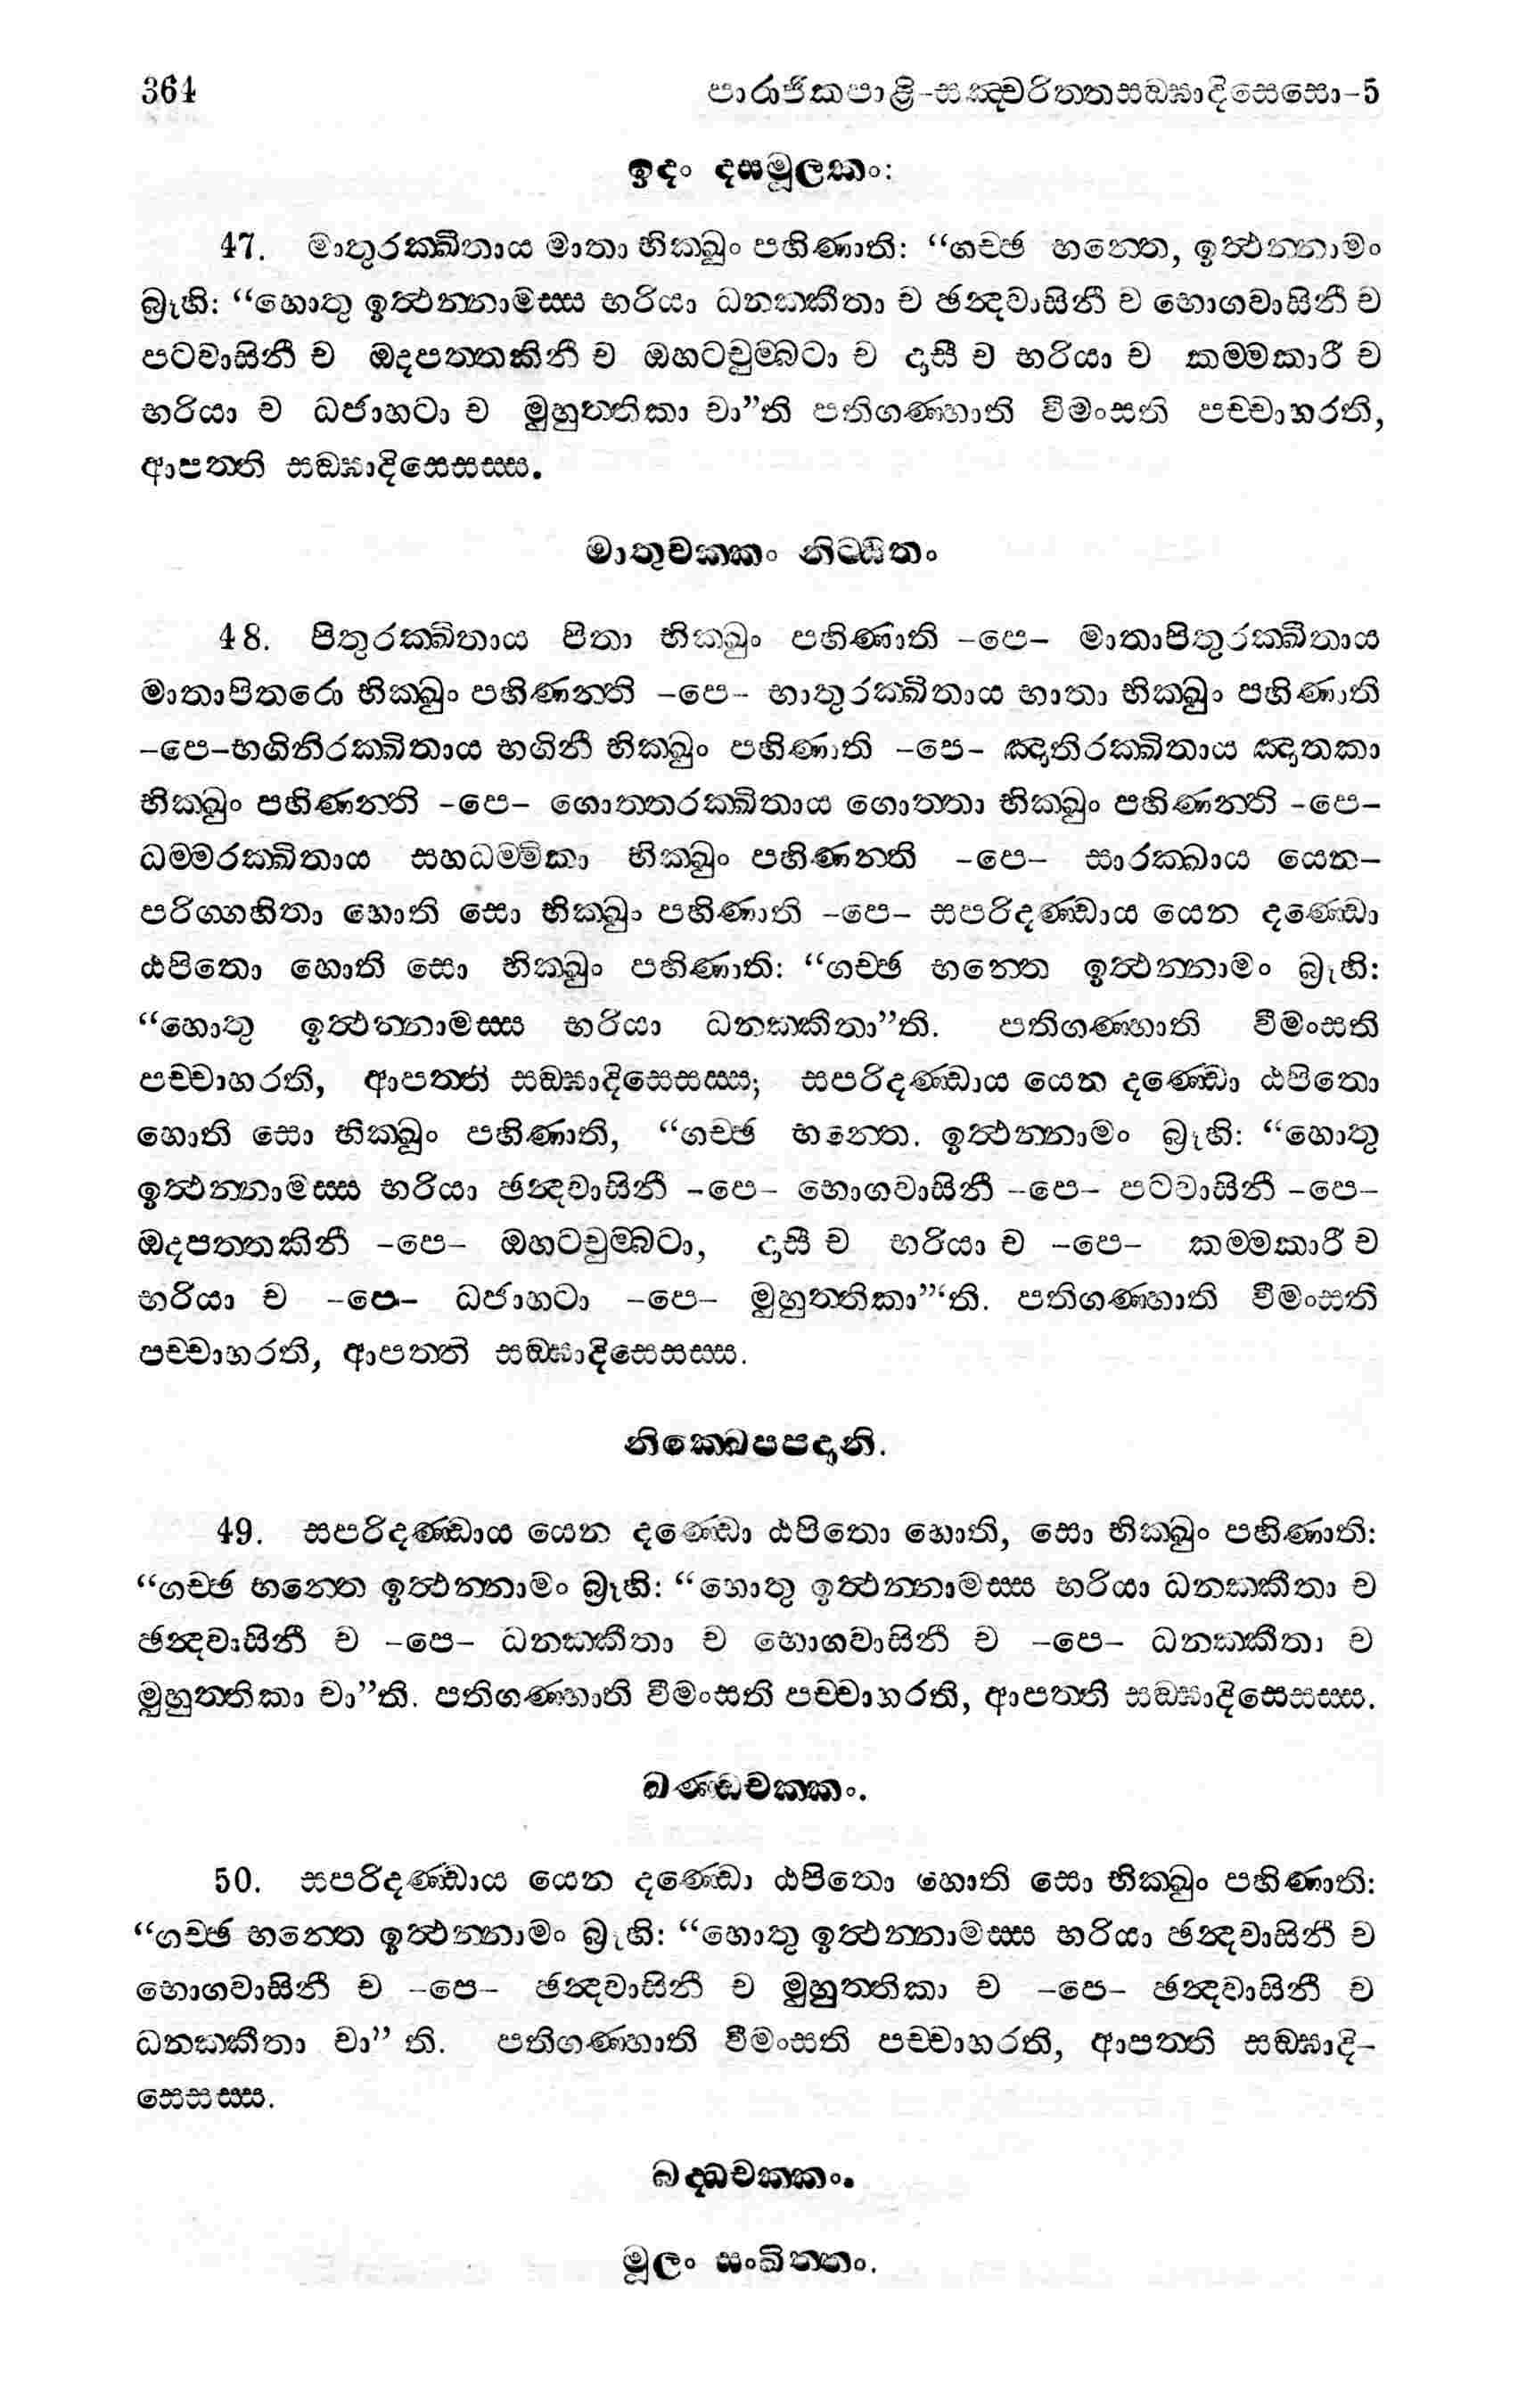 364 පාරාජිකපාළි-සඤ්චරිත්තසඞ්ඝාදිසෙසො-5
ඉදං දසමූලකං:
47. මාතුරක්ඛිතාය මාතා භික්ඛුං පහිණාති: “ගච්ඡ භන්තෙ, ඉත්ථන්නාමං
බ්‍රෑහි: “හොතු ඉත්ථන්නාමස්ස භරියා ධනක්කීතා ච ඡන්දවාසිනී ච භොගවාසිනී ච
පටවාසිනී ච ඔදපත්තකිනී ච ඔහටචුම්බටා ච දාසී ච භරියා ච කම්මකාරී ච
භරියා ච ධජාහටා ච මුහුත්තිකා චා”ති පතිගණ්හාති වීමංසති පච්චාහරති,
ආපත්ති සඞ්ඝාදිසෙසස්ස.
මාතුචක්කං නිට්ඨිතං
48. පිතුරක්ඛිතාය පිතා භික්ඛුං පහිණාති -පෙ- මාතාපිතුරක්ඛිතාය
මාතාපිතරො භික්ඛුං පහිණන්ති -පෙ- භාතුරක්ඛිතාය භාතා භික්ඛුං පහිණාති
-පෙ-භගිනිරක්ඛිතාය භගිනී භික්ඛුං පහිණාති -පෙ- ඤාතිරක්ඛිතාය ඤාතකා
භික්ඛුං පහිණන්ති -පෙ- ගොත්තරක්ඛිතාය ගොත්තා භික්ඛුං පහිණන්ති -පෙ-
ධම්මරක්ඛිතාය සහධම්මිකා භික්ඛුං පහිණන්ති -පෙ- සාරක්ඛාය යෙන-
පරිග්ගහිතා හොති සො භික්ඛුං පහිණාති -පෙ- සපරිදණ්ඩාය යෙන දණ්ඩො
ඨපිතො හොති සො භික්ඛුං පහිණාති: “ගච්ඡ භන්තෙ ඉත්ථන්නාමං බ්‍රෑහි:
“හොතු ඉත්ථන්නාමස්ස භරියා ධනක්කීතා”ති. පතිගණ්හාති වීමංසති
පච්චාහරති, ආපත්ති සඞ්ඝාදිසෙසස්ස; සපරිදණ්ඩාය යෙන දණ්ඩො ඨපිතො
හොති සො භික්ඛුං පහිණාති, “ගච්ඡ භන්තෙ. ඉත්ථන්නාමං බ්‍රෑහි: “හොතු
ඉත්ථන්නාමස්ස භරියා ඡන්දවාසිනී -පෙ- භොගවාසිනී -පෙ- පටවාසිනී -පෙ-
ඔදපත්තකිනී -පෙ- ඔහටචුම්බටා, දාසී ච භරියා ච -පෙ- කම්මකාරී ච
භරියා ච -පෙ- ධජාහටා -පෙ- මුහුත්තිකා”‘ති. පතිගණ්හාති වීමංසති
පච්චාහරති, ආපත්ති සඞ්ඝාදිසෙසස්ස.
නික්ඛෙපපදානි.
49. සපරිදණ්ඩාය යෙන දණ්ඩො ඨපිතො හොති, සො භික්ඛුං පහිණාති:
“ගච්ඡ භන්තෙ ඉත්ථන්නාමං බ්‍රෑහි: “හොතු ඉත්ථන්නාමස්ස භරියා ධනක්කීතා ච
ඡන්දවාසිනී ච -පෙ- ධනක්කීතා ච භොගවාසිනී ච -පෙ- ධනක්කීතා ච
මුහුත්තිකා චා”ති. පතිගණ්හාති වීමංසති පච්චාහරති, ආපත්ති සඞ්ඝාදිසෙසස්ස.
ඛණ්ඩචක්කං.
50. සපරිදණ්ඩාය යෙන දණ්ඩො ඨපිතො හොති සො භික්ඛුං පහිණාති:
“ගච්ඡ භන්තෙ ඉත්ථන්නාමං බ්‍රෑහි: “හොතු ඉත්ථන්නාමස්ස භරියා ඡන්දවාසිනී ච
භොගවාසිනී ච -පෙ- ඡන්දවාසිනී ච මුහුත්තිකා ච -පෙ- ඡන්දවාසිනී ච
ධනක්කීතා චා” ති. පතිගණ්හාති වීමංසති පච්චාහරති, ආපත්ති සඞ්ඝාදි-
සෙසස්ස.
බද්ධචක්කං.
මූලං සංඛිත්තං.